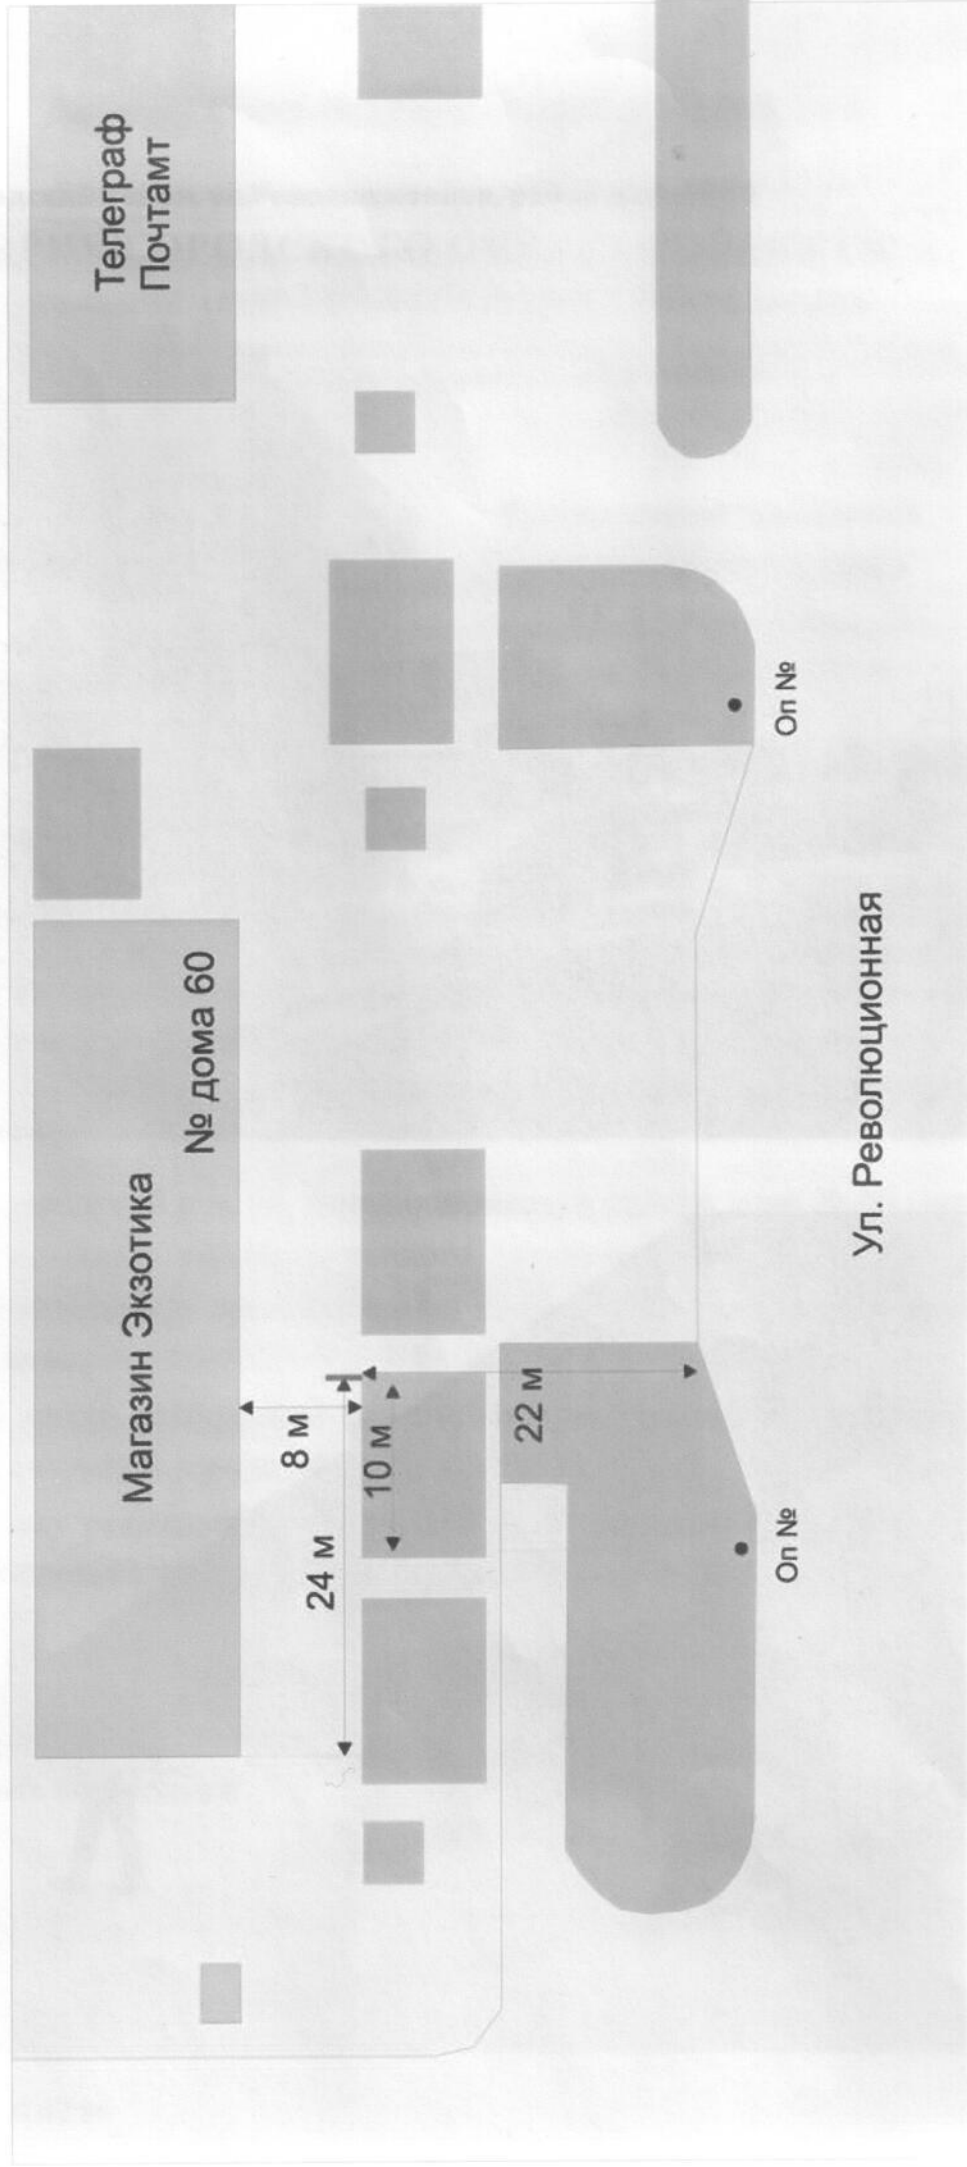 Магазин Экзотика
№ дома 60
Телеграф
Почтамт
8 м
24 м
10 м
22 м
Оп №
Оп №
Ул. Революционная